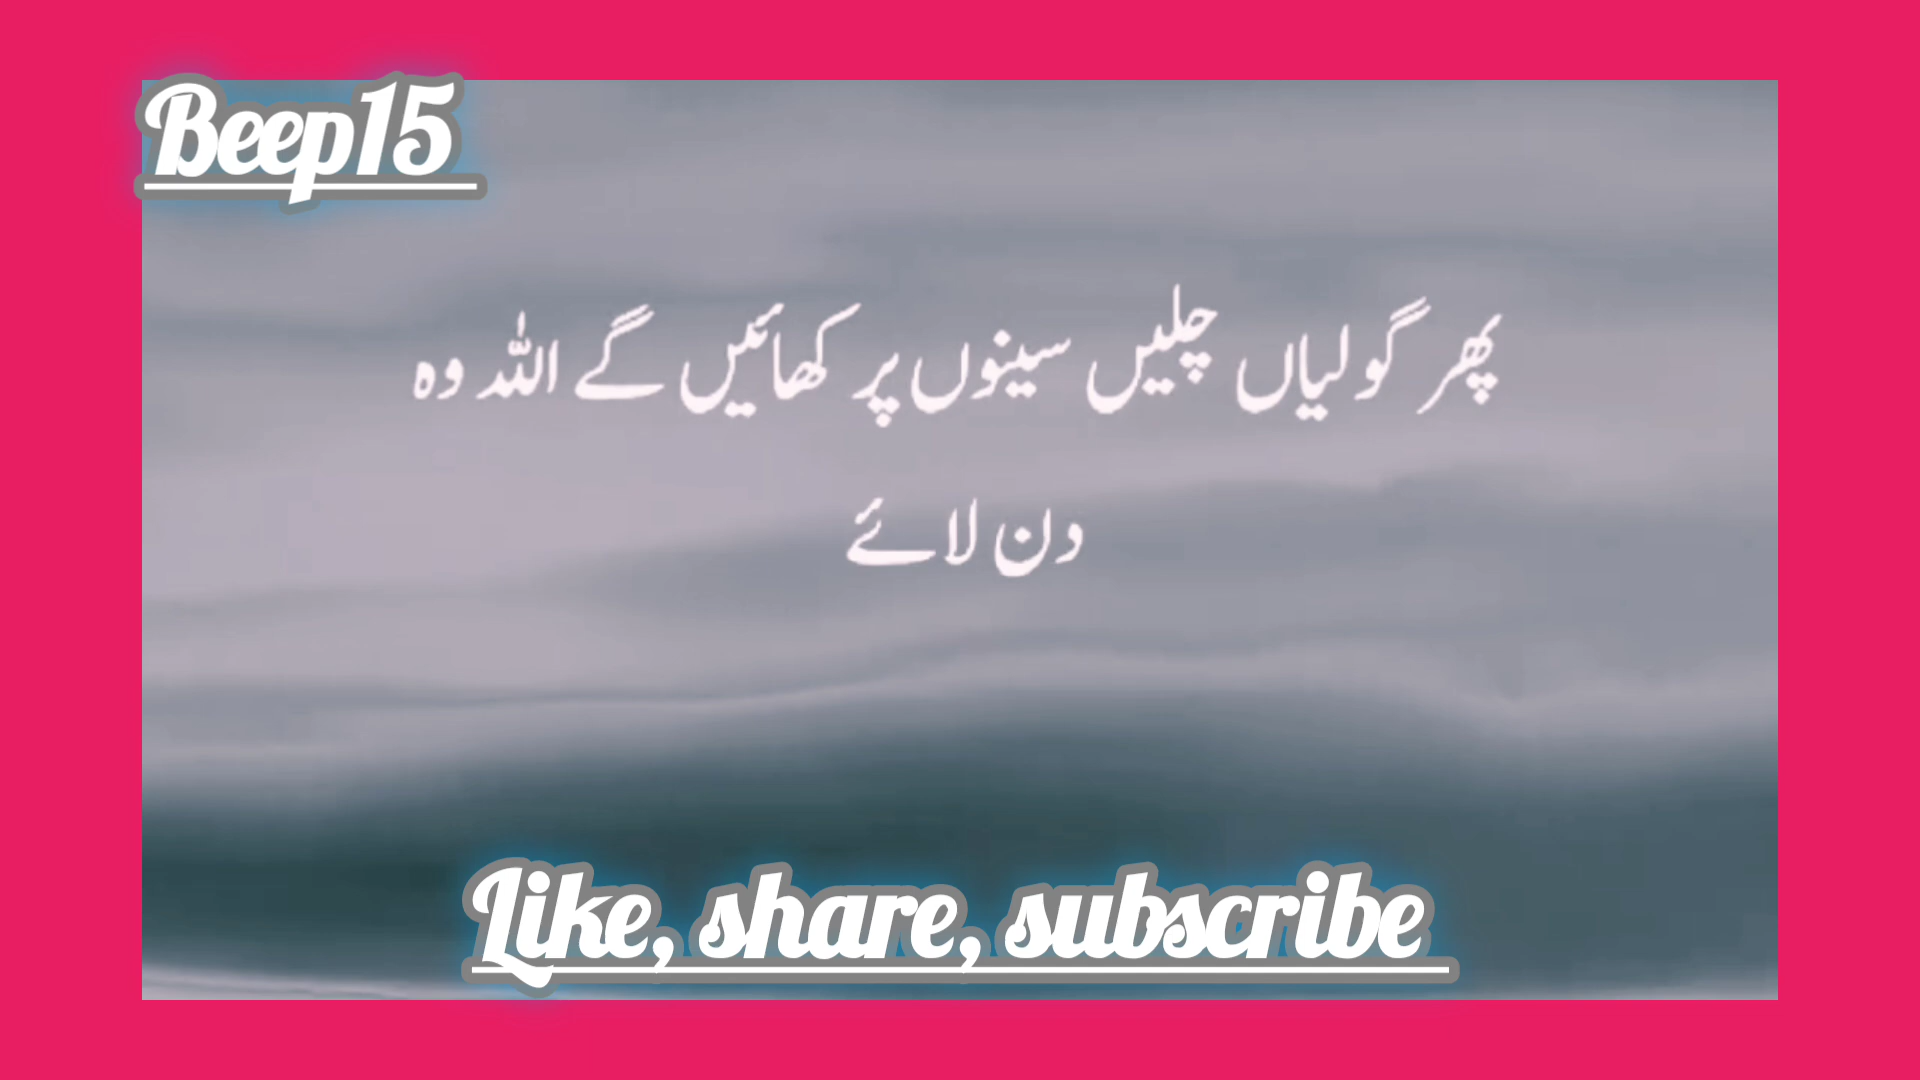 Beep15
پھر گولیاں چلیں سینوں پر کھائیں گے اللہ وہ
دن لائے
Like, share, subscribe